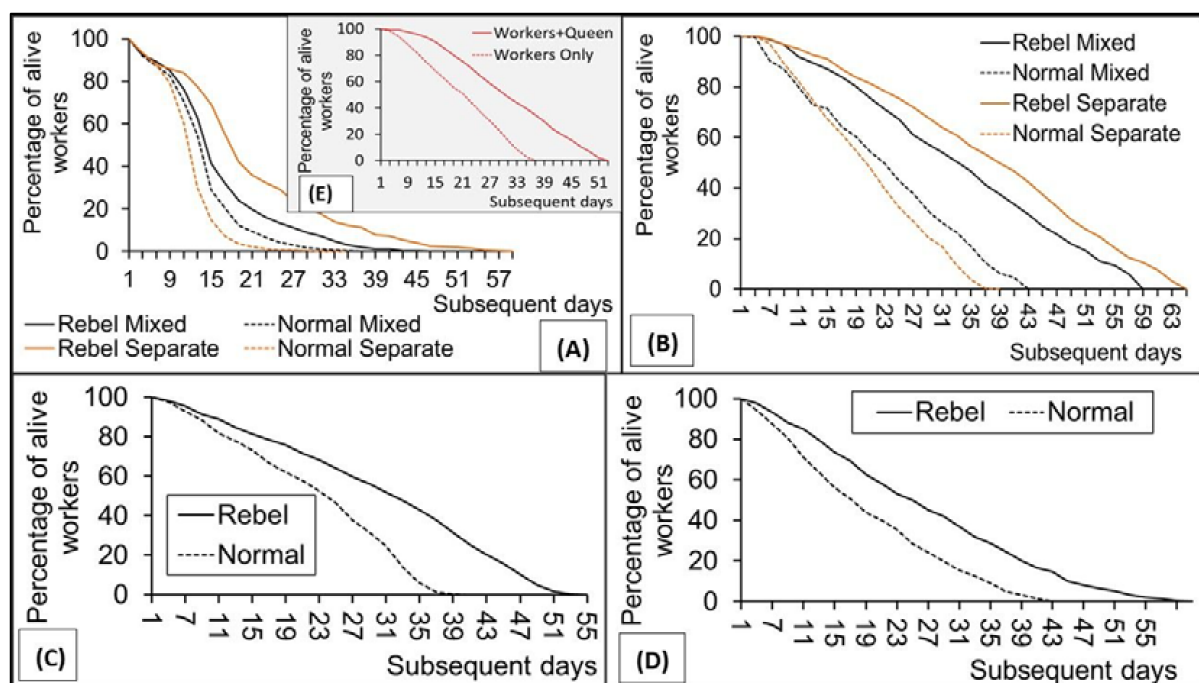 Percentage of alive
workers
100
80
60
40
20
0
1 9 15 21 27 33 39 45 51 57
Subsequent days
Rebel Mixed
Normal Mixed
Rebel Separate
Normal Separate
(A)
Percentage of alive
workers
100
80
60
40
20
0
Workers+Queen
Workers Only
1 9 15 21 27 33 39 45 51
Subsequent days
(E)
Percentage of alive
workers
100
80
60
40
20
0
Rebel Mixed
Normal Mixed
Rebel Separate
Normal Separate
1 7 11 15 19 23 27 31 35 39 43 47 51 55 59 63
Subsequent days
(B)
Percentage of alive
workers
100
80
60
40
20
0
Rebel
Normal
1 7 11 15 19 23 27 31 35 39 43 47 51 55
Subsequent days
(C)
Percentage of alive
workers
100
80
60
40
20
0
Rebel
Normal
1 7 11 15 19 23 27 31 35 39 43 47 51 55
Subsequent days
(D)